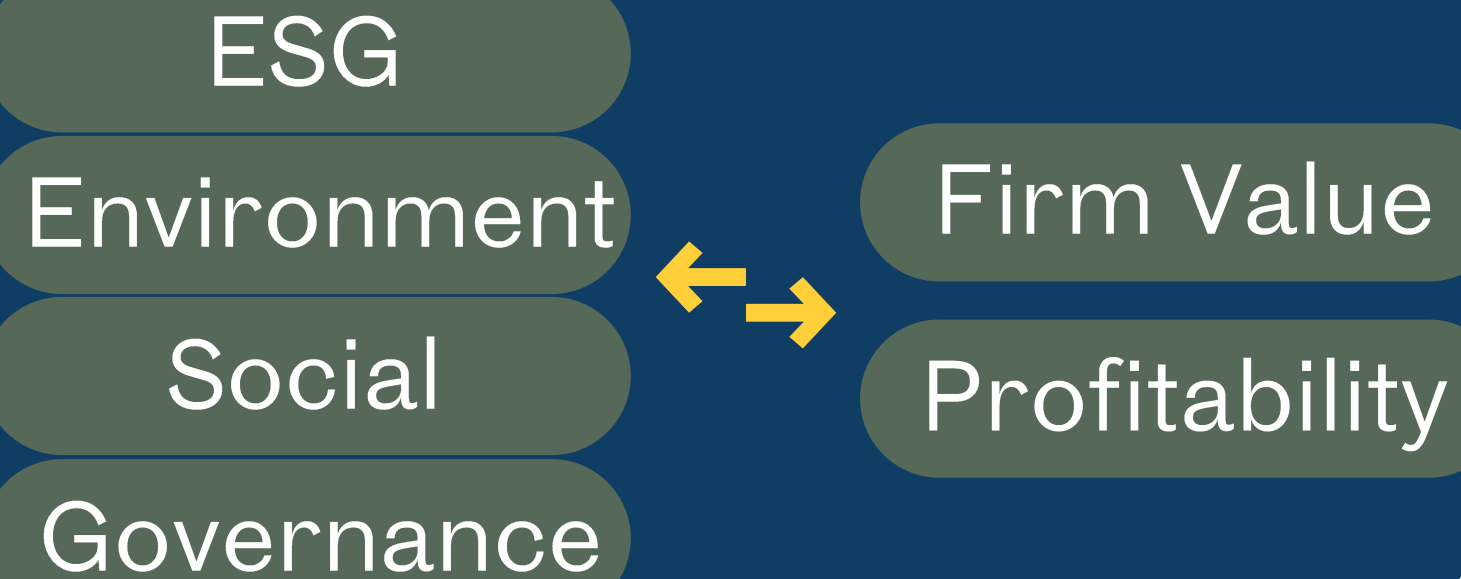 ESG
Environment
Social
Governance
Firm Value
Profitability